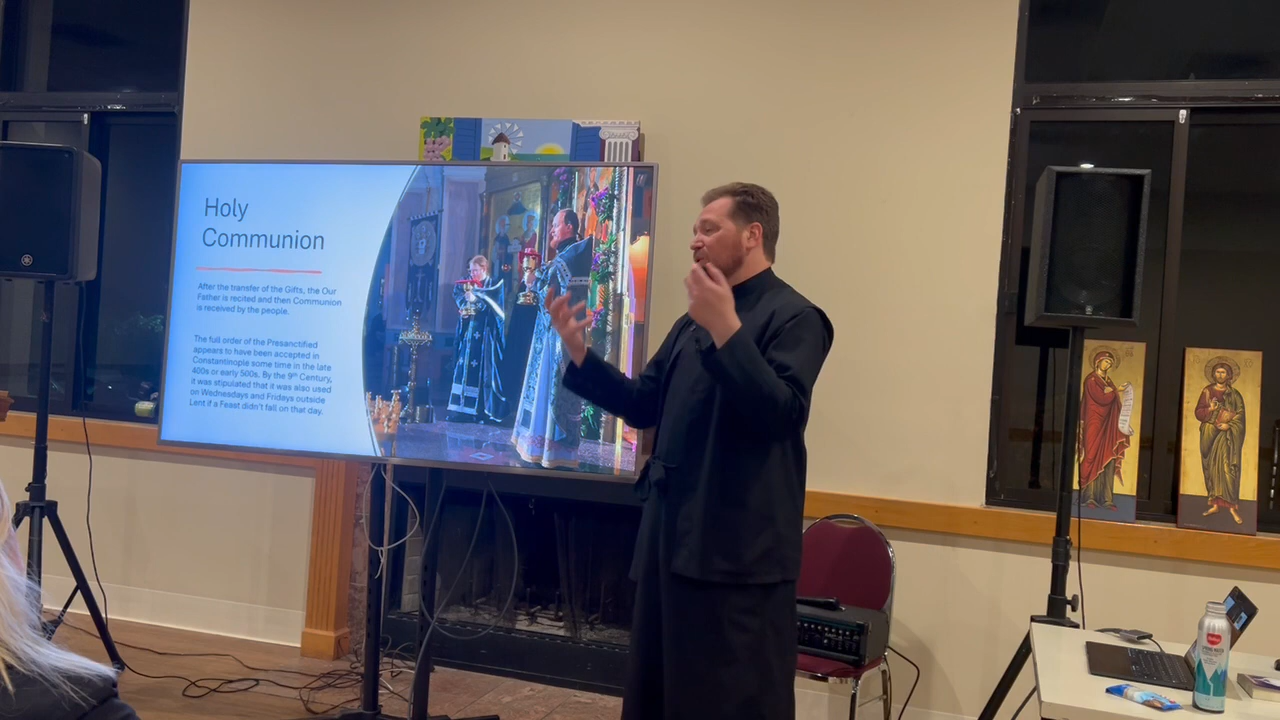 Holy
Communion
After the transfer of the Gifts, the Our
Father is recited and then Communion
is received by the people.
The full order of the Presanctified
appears to have been accepted in
Constantinople some time in the late
400s or early 500s. By the 9th Century,
it was stipulated that it was also used
on Wednesdays and Fridays outside
Lent if a Feast didn't fall on that day.